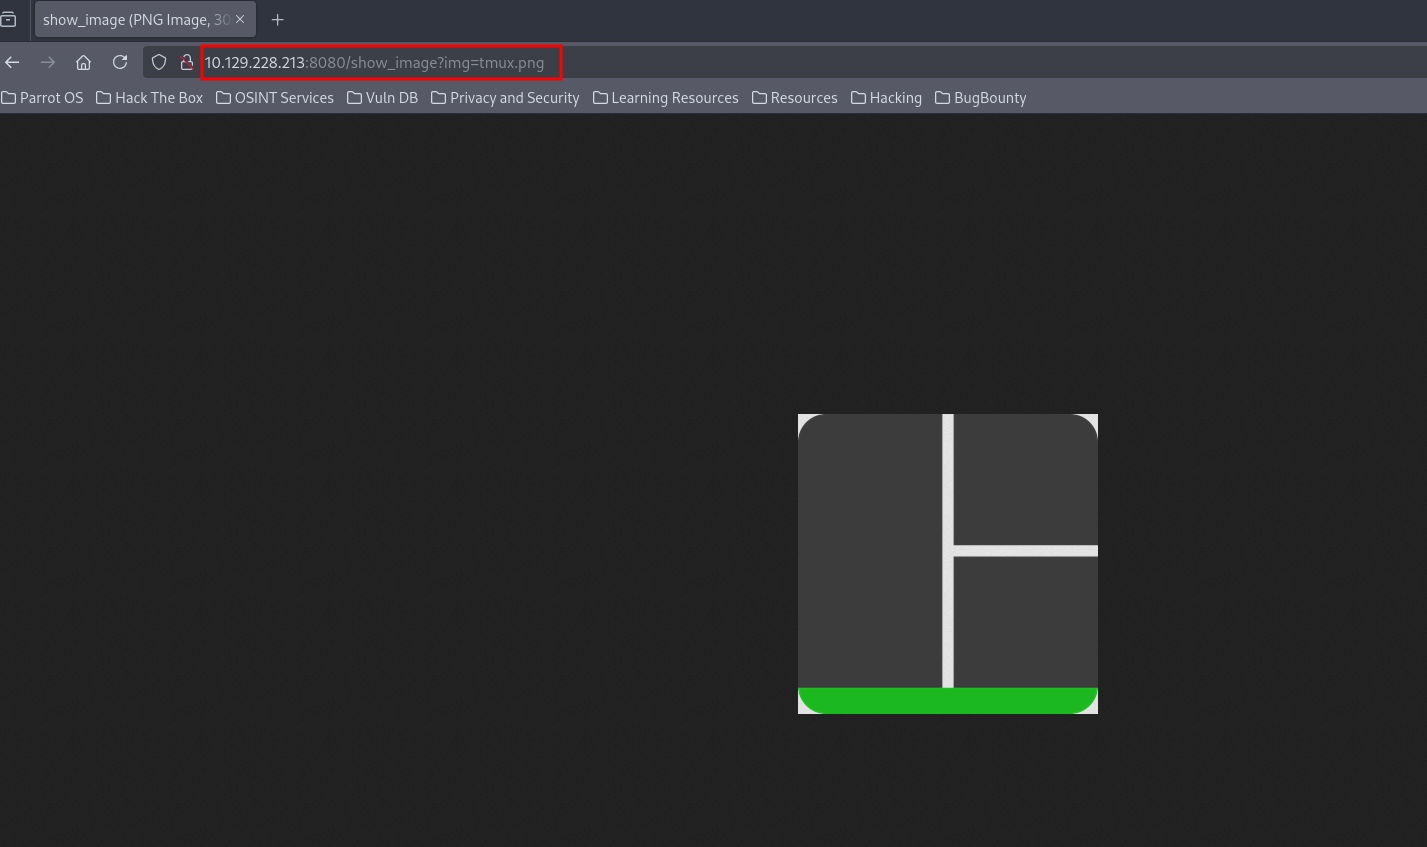 show_image (PNG Image, 30
10.129.228.213:8080/show_image?img=tmux.png
Parrot OS Hack The Box OSINT Services Vuln DB Privacy and Security Learning Resources Resources Hacking BugBounty